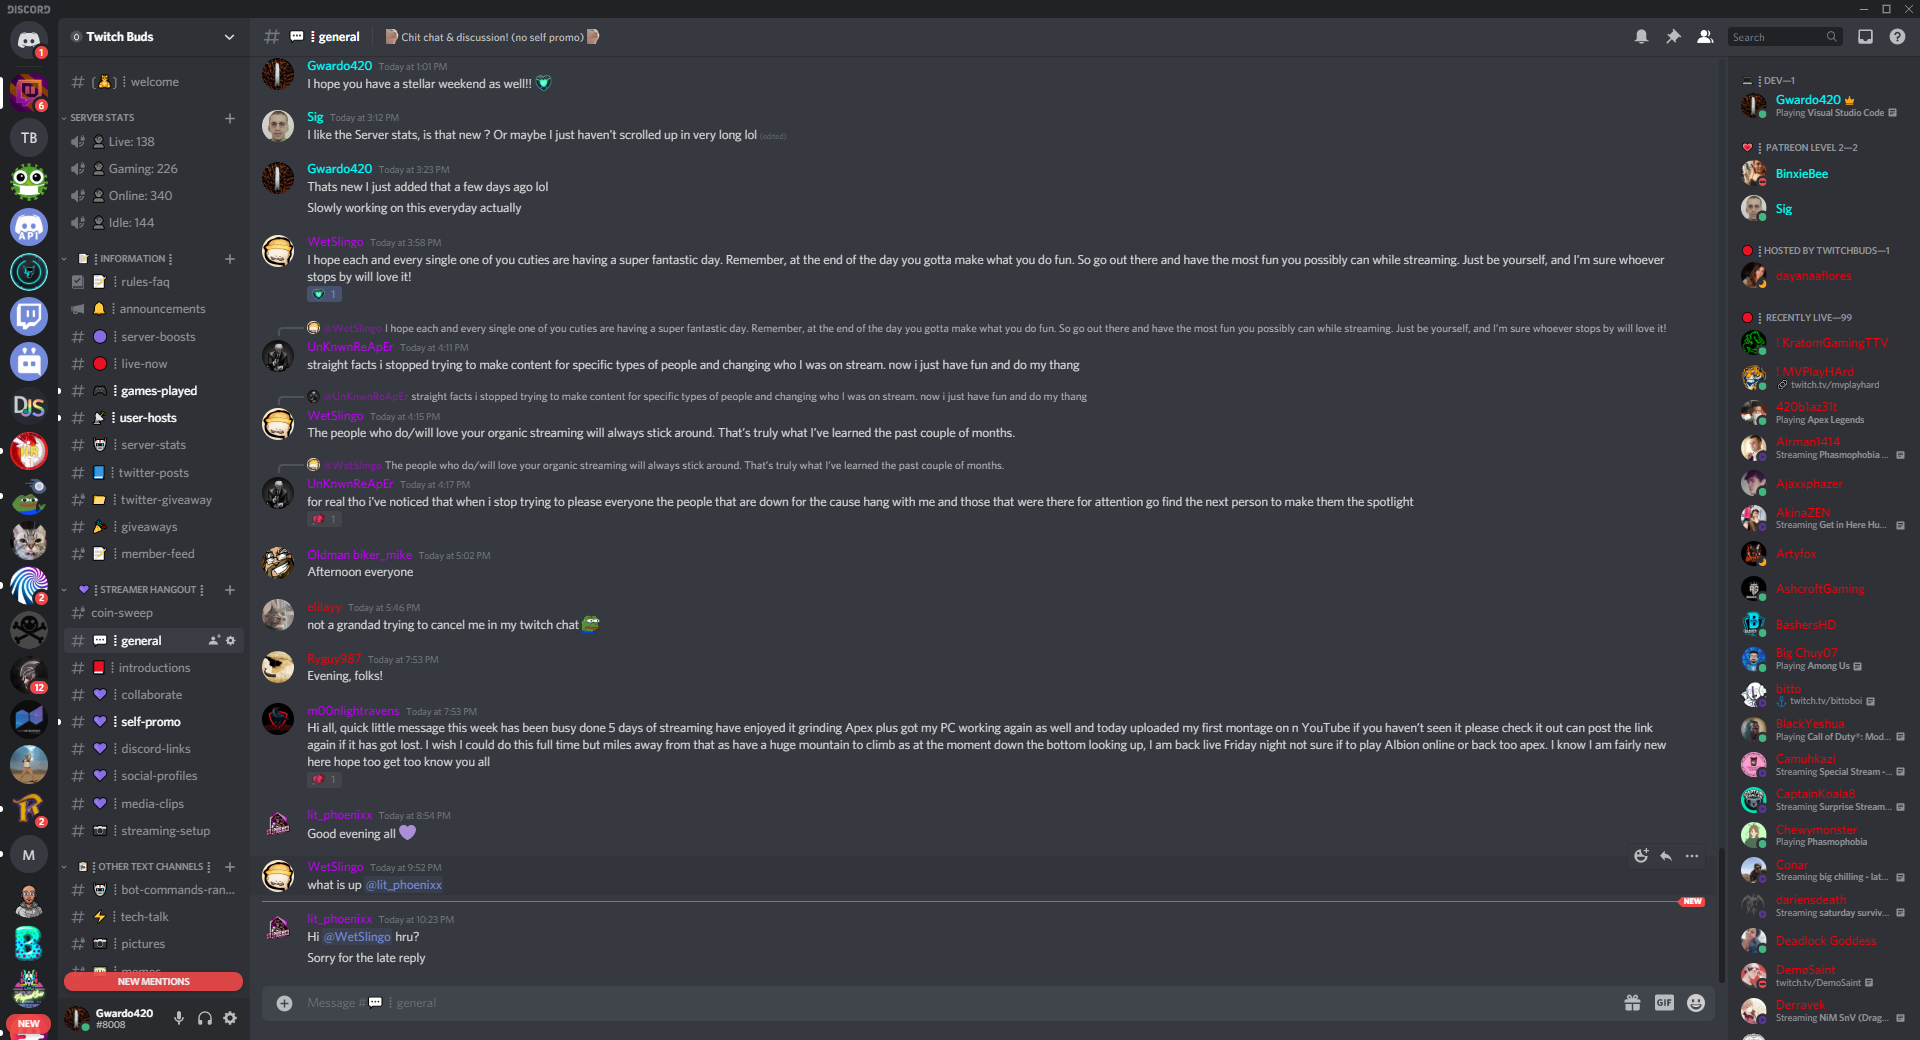 DISCORD
1
6
TB
API
DJS
2
12
2
M
NEW
Twitch Buds
welcome
SERVER STATS
Live: 138
Gaming: 226
Online: 340
Idle: 144
INFORMATION
rules-faq
announcements
server-boosts
live-now
games-played
user-hosts
server-stats
twitter-posts
twitter-giveaway
giveaways
member-feed
STREAMER HANGOUT
coin-sweep
general
introductions
collaborate
self-promo
discord-links
social-profiles
media-clips
streaming-setup
OTHER TEXT CHANNELS
bot-commands-ran...
tech-talk
pictures
memes
NEW MENTIONS
Gwardo420
#8008
general
Chit chat & discussion! (no self promo)
Search
Gwardo420 Today at 1:01 PM
I hope you have a stellar weekend as well!!
Sig Today at 3:12 PM
I like the Server stats, is that new ? Or maybe I just haven't scrolled up in very long lol (edited)
Gwardo420 Today at 3:23 PM
Thats new I just added that a few days ago lol
Slowly working on this everyday actually
WetSlingo Today at 3:58 PM
I hope each and every single one of you cuties are having a super fantastic day. Remember, at the end of the day you gotta make what you do fun. So go out there and have the most fun you possibly can while streaming. Just be yourself, and I'm sure whoever
stops by will love it!
1
@WetSlingo I hope each and every single one of you cuties are having a super fantastic day. Remember, at the end of the day you gotta make what you do fun. So go out there and have the most fun you possibly can while streaming. Just be yourself, and I'm sure whoever stops by will love it!
UnKnwnReApEr Today at 4:11 PM
straight facts i stopped trying to make content for specific types of people and changing who I was on stream. now i just have fun and do my thang
@UnKnwnReApEr straight facts i stopped trying to make content for specific types of people and changing who I was on stream. now i just have fun and do my thang
WetSlingo Today at 4:15 PM
The people who do/will love your organic streaming will always stick around. That's truly what I've learned the past couple of months.
@WetSlingo The people who do/will love your organic streaming will always stick around. That's truly what I've learned the past couple of months.
UnKnwnReApEr Today at 4:17 PM
for real tho i've noticed that when i stop trying to please everyone the people that are down for the cause hang with me and those that were there for attention go find the next person to make them the spotlight
1
Oldman biker_mike Today at 5:02 PM
Afternoon everyone
elilayy Today at 5:46 PM
not a grandad trying to cancel me in my twitch chat
Ryguy987 Today at 7:53 PM
Evening, folks!
m00nlightravens Today at 7:53 PM
Hi all, quick little message this week has been busy done 5 days of streaming have enjoyed it grinding Apex plus got my PC working again as well and today uploaded my first montage on n YouTube if you haven't seen it please check it out can post the link
again if it has got lost. I wish I could do this full time but miles away from that as have a huge mountain to climb as at the moment down the bottom looking up, I am back live Friday night not sure if to play Albion online or back too apex. I know I am fairly new
here hope too get too know you all
1
lit_phoenixx Today at 8:54 PM
Good evening all
WetSlingo Today at 9:52 PM
what is up @lit_phoenixx
NEW
lit_phoenixx Today at 10:23 PM
Hi @WetSlingo hru?
Sorry for the late reply
Message # general
GIF
DEV—1
Gwardo420
Playing Visual Studio Code
PATREON LEVEL 2—2
BinxieBee
Sig
HOSTED BY TWITCHBUDS—1
dayanaaflores
RECENTLY LIVE—99
! KratomGamingTTV
! MVPlayHArd
twitch.tv/mvplayhard
420b1az31t
Playing Apex Legends
Airman1414
Streaming Phasmophobia ...
Ajaxxphazer
AkinaZEN
Streaming Get in Here Hu...
Artyfox
AshcroftGaming
BashersHD
Big Chuy07
Playing Among Us
bitto
twitch.tv/bittoboi
BlackYeshua
Playing Call of Duty®: Mod...
Camuhkazi
Streaming Special Stream -...
CaptainKoala8
Streaming Surprise Stream...
Chewymonster
Playing Phasmophobia
Conar
Streaming big chilling - lat...
dariensdeath
Streaming saturday surviv...
Deadlock Goddess
DemoSaint
twitch.tv/DemoSaint
Derravek
Streaming NiM SnV (Drag...